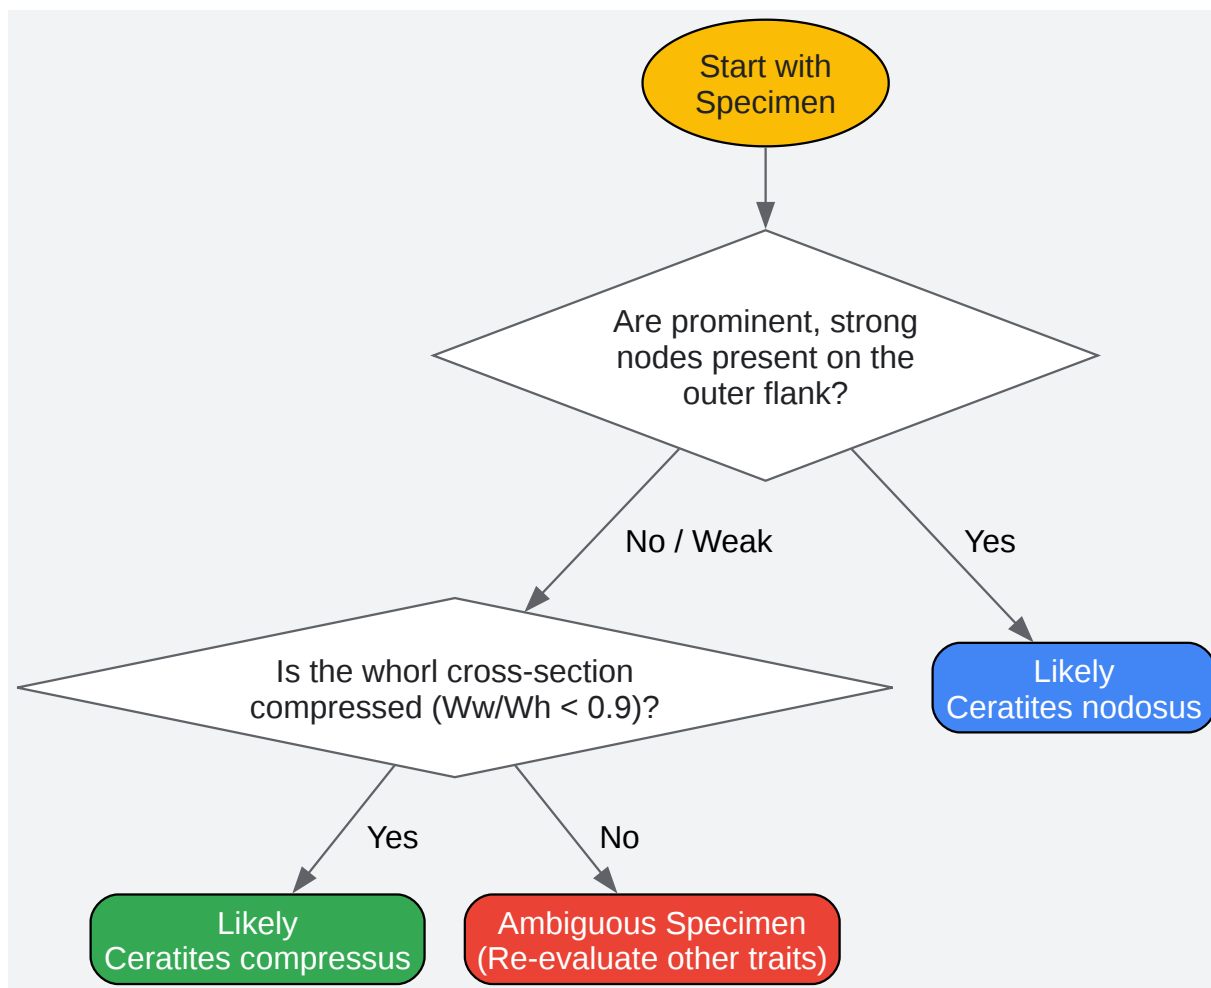 Start with
Specimen
Are prominent, strong
nodes present on the
outer flank?
No / Weak
Yes
Is the whorl cross-section
compressed (Ww/Wh < 0.9)?
Likely
Ceratites nodosus
Yes
No
Likely
Ceratites compressus
Ambiguous Specimen
(Re-evaluate other traits)